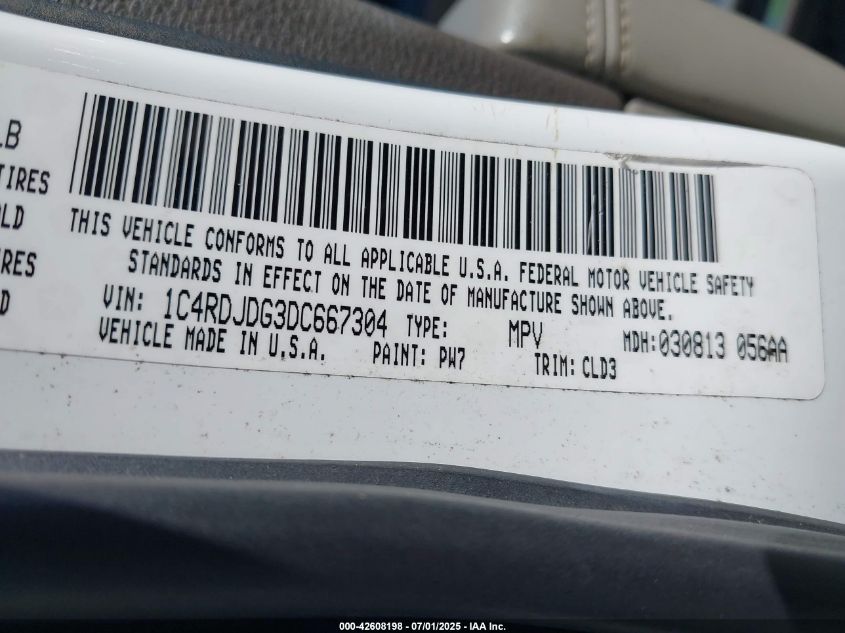 LB
TIRES
OLD
RES
D
THIS VEHICLE CONFORMS TO ALL APPLICABLE U.S.A. FEDERAL MOTOR VEHICLE SAFETY
STANDARDS IN EFFECT ON THE DATE OF MANUFACTURE SHOWN ABOVE.
VIN: 1C4RDJDG3DC667304 TYPE: MPV MDH:030813 056AA
VEHICLE MADE IN U.S.A. PAINT: PW7 TRIM: CLD3
000-42608198 - 07/01/2025 - IAA Inc.